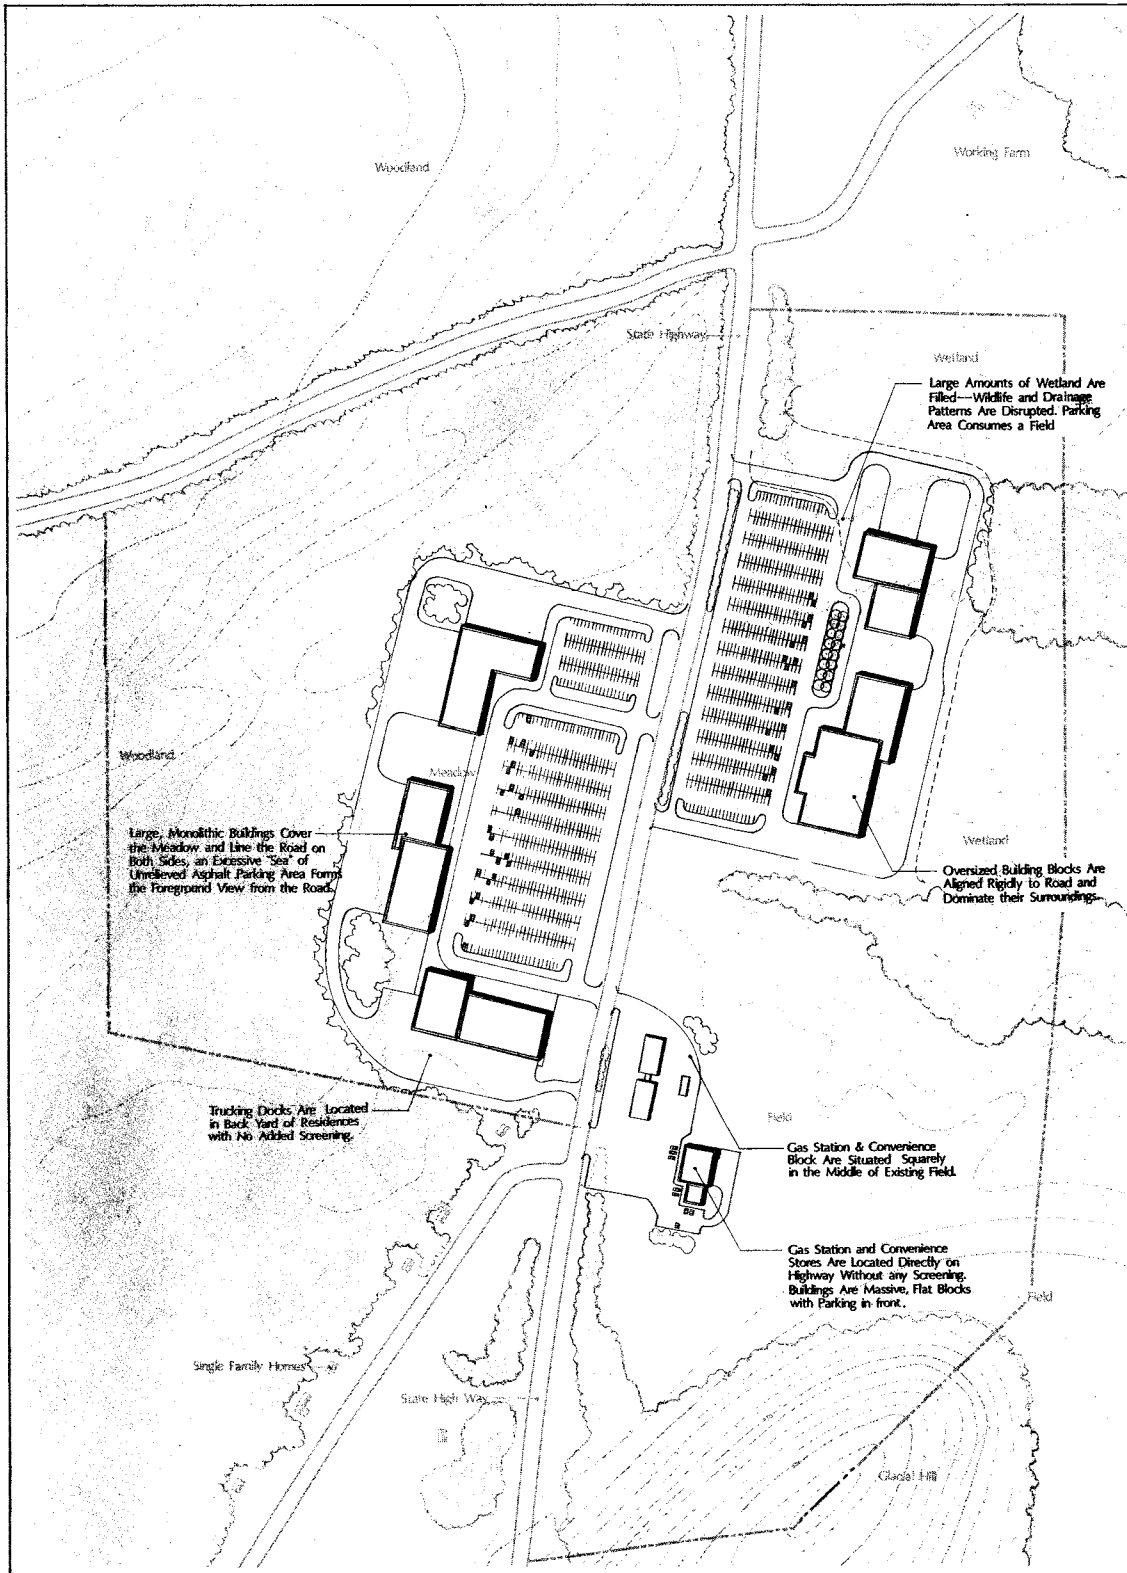 Woodland
Working Farm
State Highway
Wetland
Large Amounts of Wetland Are
Filled—Wildlife and Drainage
Patterns Are Disrupted. Parking
Area Consumes a Field
Woodland
Meadow
Large, Monolithic Buildings Cover
the Meadow and Line the Road on
Both Sides, an Excessive "Sea" of
Unrelieved Asphalt Parking Area Forms
the Foreground View from the Road.
Wetland
Oversized Building Blocks Are
Aligned Rigidly to Road and
Dominate their Surroundings.
Trucking Docks Are Located
in Back Yard of Residences
with No Added Screening.
Field
Gas Station & Convenience
Block Are Situated Squarely
in the Middle of Existing Field.
Gas Station and Convenience
Stores Are Located Directly on
Highway Without any Screening.
Buildings Are Massive, Flat Blocks
with Parking in front.
Field
Single Family Homes
State High Way
Glacial Hill